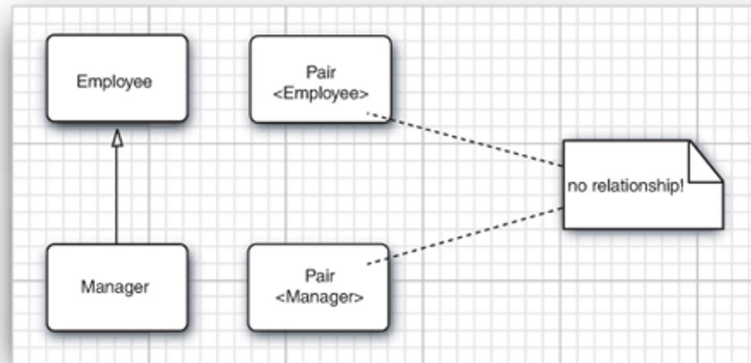 Employee
Pair
<Employee>
no relationship!
Manager
Pair
<Manager>